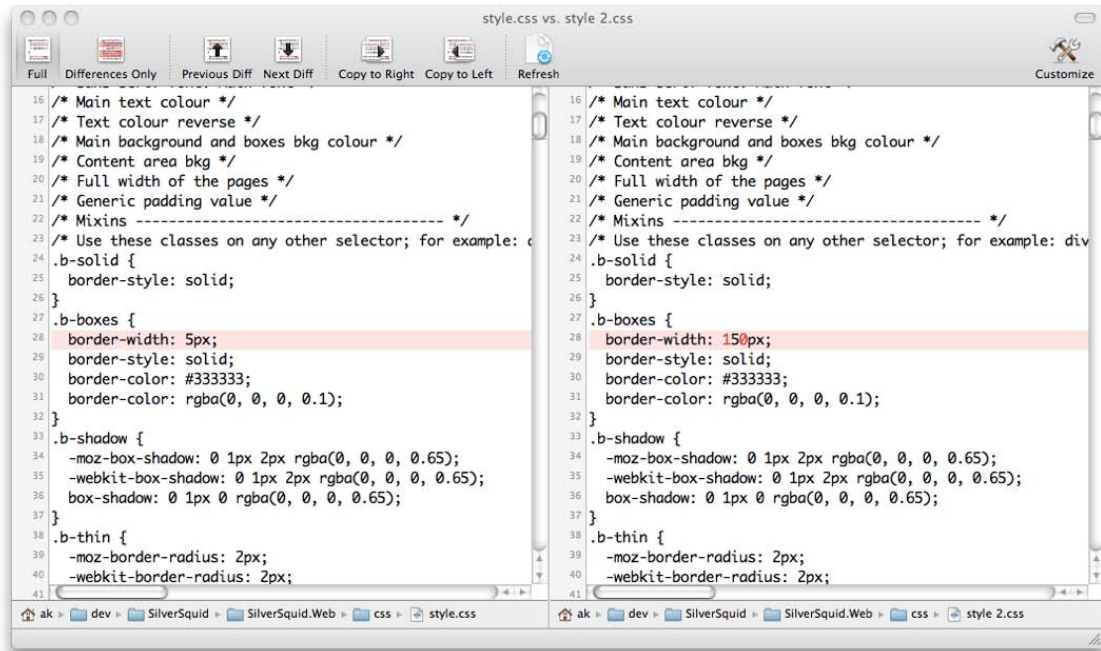 style.css vs. style 2.css
Full Differences Only Previous Diff Next Diff Copy to Right Copy to Left Refresh Customize
16 /* Main text colour */
17 /* Text colour reverse */
18 /* Main background and boxes bkg colour */
19 /* Content area bkg */
20 /* Full width of the pages */
21 /* Generic padding value */
22 /* Mixins ------------------------------------- */
23 /* Use these classes on any other selector; for example:
24 .b-solid {
25 border-style: solid;
26 }
27 .b-boxes {
28 border-width: 5px;
29 border-style: solid;
30 border-color: #333333;
31 border-color: rgba(0, 0, 0, 0.1);
32 }
33 .b-shadow {
34 -moz-box-shadow: 0 1px 2px rgba(0, 0, 0, 0.65);
35 -webkit-box-shadow: 0 1px 2px rgba(0, 0, 0, 0.65);
36 box-shadow: 0 1px 0 rgba(0, 0, 0, 0.65);
37 }
38 .b-thin {
39 -moz-border-radius: 2px;
40 -webkit-border-radius: 2px;
41
ak dev SilverSquid SilverSquid.Web css style.css
16 /* Main text colour */
17 /* Text colour reverse */
18 /* Main background and boxes bkg colour */
19 /* Content area bkg */
20 /* Full width of the pages */
21 /* Generic padding value */
22 /* Mixins ------------------------------------- */
23 /* Use these classes on any other selector; for example: div
24 .b-solid {
25 border-style: solid;
26 }
27 .b-boxes {
28 border-width: 150px;
29 border-style: solid;
30 border-color: #333333;
31 border-color: rgba(0, 0, 0, 0.1);
32 }
33 .b-shadow {
34 -moz-box-shadow: 0 1px 2px rgba(0, 0, 0, 0.65);
35 -webkit-box-shadow: 0 1px 2px rgba(0, 0, 0, 0.65);
36 box-shadow: 0 1px 0 rgba(0, 0, 0, 0.65);
37 }
38 .b-thin {
39 -moz-border-radius: 2px;
40 -webkit-border-radius: 2px;
41
ak dev SilverSquid SilverSquid.Web css style 2.css